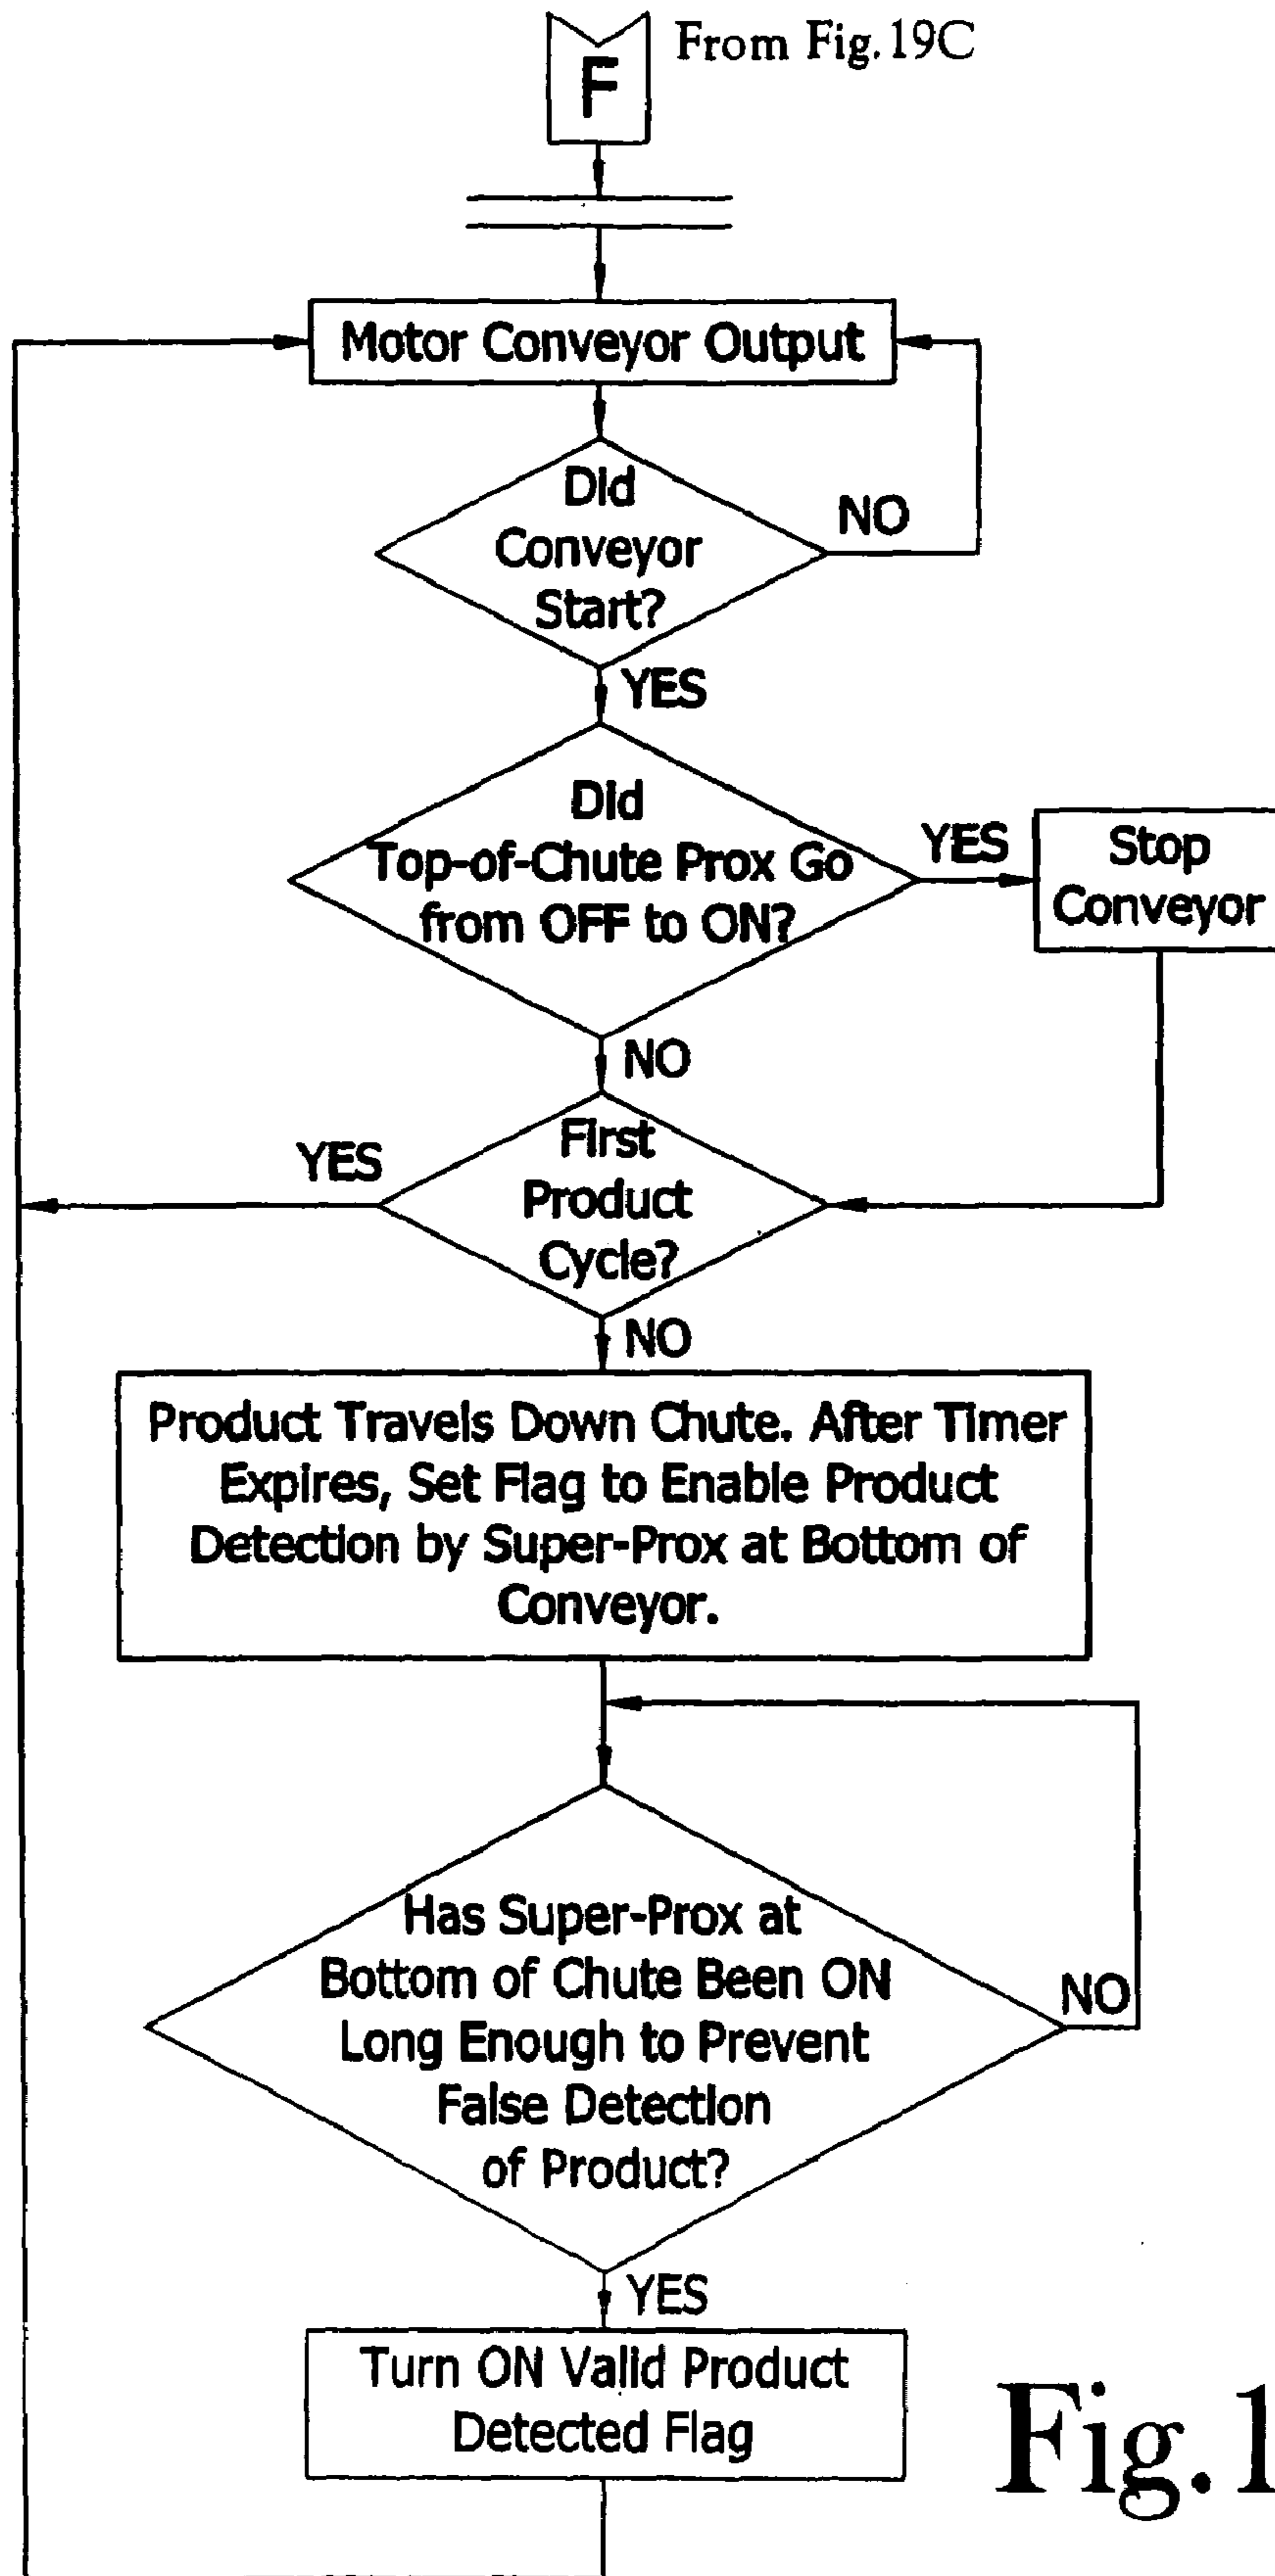 From Fig.19C
F
Motor Conveyor Output
Did
Conveyor
Start?
NO
YES
Did
Top-of-Chute Prox Go
from OFF to ON?
YES
Stop
Conveyor
NO
First
Product
Cycle?
YES
NO
Product Travels Down Chute. After Timer
Expires, Set Flag to Enable Product
Detection by Super-Prox at Bottom of
Conveyor.
Has Super-Prox at
Bottom of Chute Been ON
Long Enough to Prevent
False Detection
of Product?
NO
YES
Turn ON Valid Product
Detected Flag
Fig.1